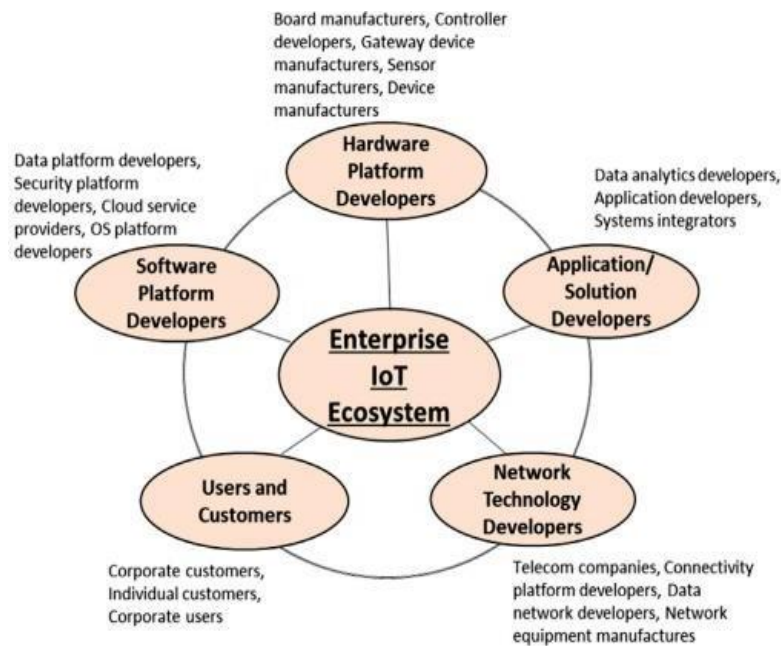 Board manufacturers, Controller
developers, Gateway device
manufacturers, Sensor
manufacturers, Device
manufacturers
Hardware
Platform
Developers
Data platform developers,
Security platform
developers, Cloud service
providers, OS platform
developers
Software
Platform
Developers
Data analytics developers,
Application developers,
Systems integrators
Application/
Solution
Developers
Enterprise
IoT
Ecosystem
Users and
Customers
Corporate customers,
Individual customers,
Corporate users
Network
Technology
Developers
Telecom companies, Connectivity
platform developers, Data
network developers, Network
equipment manufactures